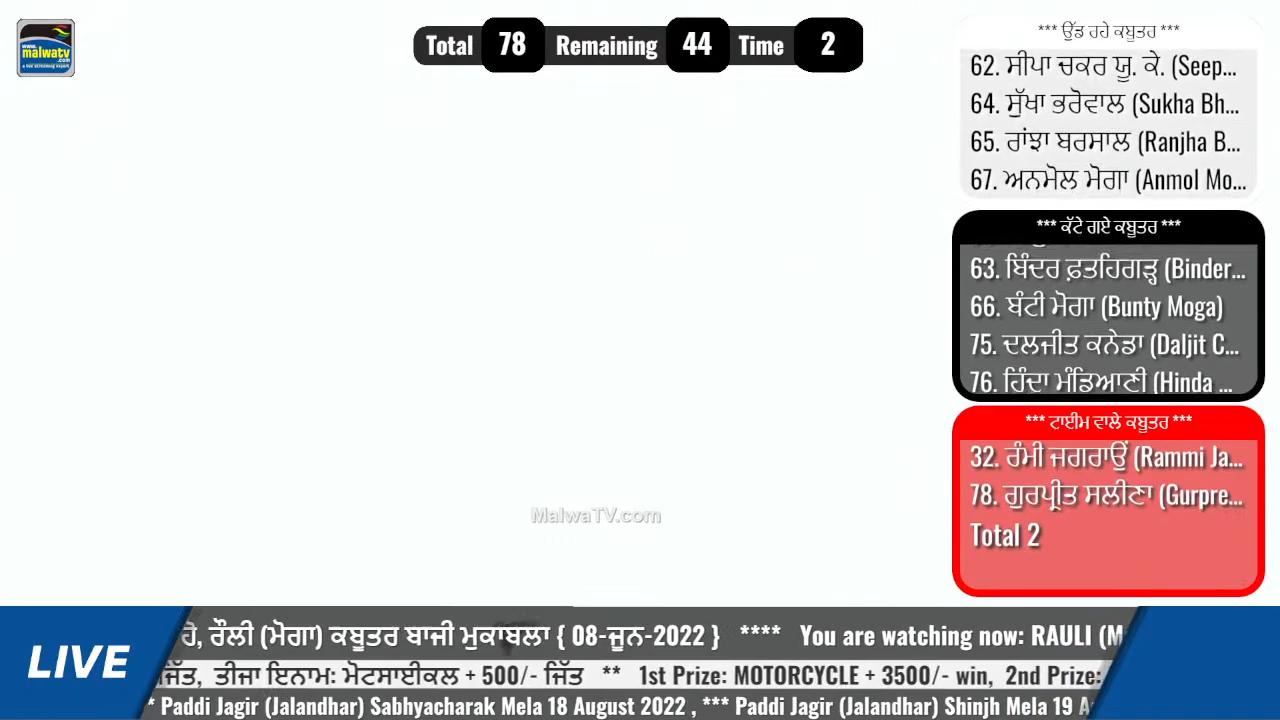 www.
malwatv
.com
Total 78 Remaining 44 Time 2
*** ਉੱਡ ਰਹੇ ਕਬੂਤਰ ***
62. ਸੀਪਾ ਚਕਰ ਯੂ. ਕੇ. (Seep...
64. ਸੁੱਖਾ ਭਰੋਵਾਲ (Sukha Bh...
65. ਰਾਂਝਾ ਬਰਸਾਲ (Ranjha B...
67. ਅਨਮੋਲ ਮੋਗਾ (Anmol Mo...
*** ਕੱਟੇ ਗਏ ਕਬੂਤਰ ***
63. ਬਿੰਦਰ ਫ਼ਤਹਿਗੜ੍ਹ (Binder...
66. ਬੰਟੀ ਮੋਗਾ (Bunty Moga)
75. ਦਲਜੀਤ ਕਨੇਡਾ (Daljit C...
76. ਹਿੰਦਾ ਮੰਡਿਆਣੀ (Hinda ...
*** ਟਾਈਮ ਵਾਲੇ ਕਬੂਤਰ ***
32. ਰੰਮੀ ਜਗਰਾਉਂ (Rammi Ja...
78. ਗੁਰਪ੍ਰੀਤ ਸਲੀਣਾ (Gurpre...
Total 2
MalwaTV.com
LIVE
ਹੋ, ਰੌਲੀ (ਮੋਗਾ) ਕਬੂਤਰ ਬਾਜੀ ਮੁਕਾਬਲਾ { 08-ਜੂਨ-2022 } **** You are watching now: RAULI (M
ਜਿੱਤ, ਤੀਜਾ ਇਨਾਮ: ਮੋਟਰਸਾਈਕਲ + 500/- ਜਿੱਤ ** 1st Prize: MOTORCYCLE + 3500/- win, 2nd Prize:
* Paddi Jagir (Jalandhar) Sabhyacharak Mela 18 August 2022 , *** Paddi Jagir (Jalandhar) Shinjh Mela 19 A